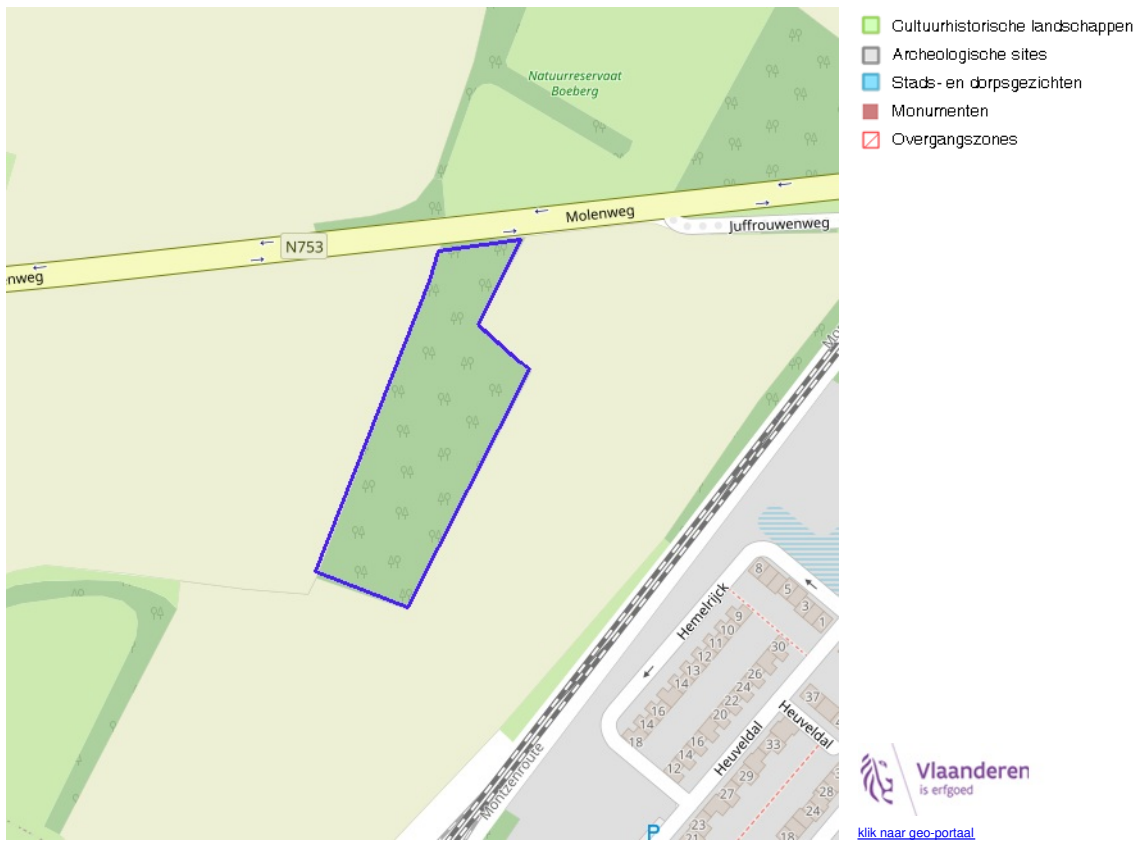 Natuurreservaat
Boeberg
Molenweg
Juffrouwenweg
N753
nweg
Hemelrijck
8
5
3
1
9
10
11
12
13
14
16
14
18
30
26
24
22
20
16
14
12
Heuveldal
37
Heuveldal
33
29
27
23
21
28
24
18
Montzenroute
P
Cultuurhistorische landschappen
Archeologische sites
Stads- en dorpsgezichten
Monumenten
Overgangszones
Vlaanderen
is erfgoed
klik naar geo-portaal